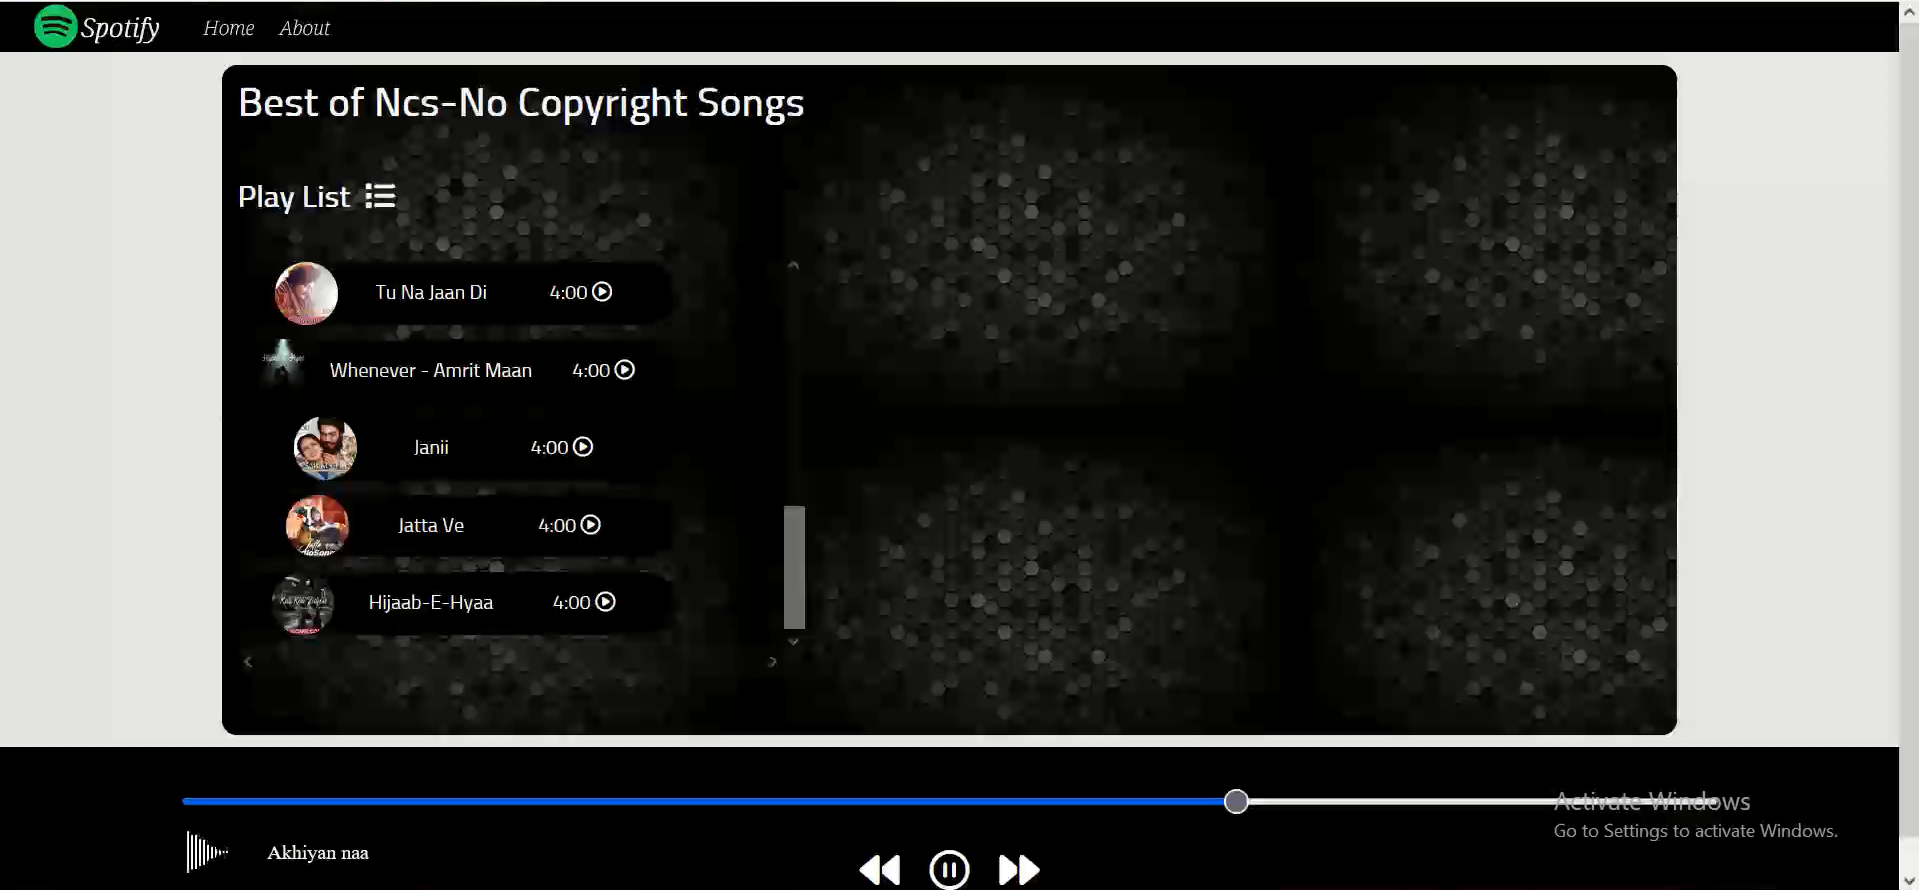 Spotify Home About
Best of Ncs-No Copyright Songs
Play List
Tu Na Jaan Di 4:00
Whenever - Amrit Maan 4:00
Janii 4:00
Jatta Ve 4:00
Hijaab-E-Hyaa 4:00
Activate Windows
Go to Settings to activate Windows.
Akhiyan naa